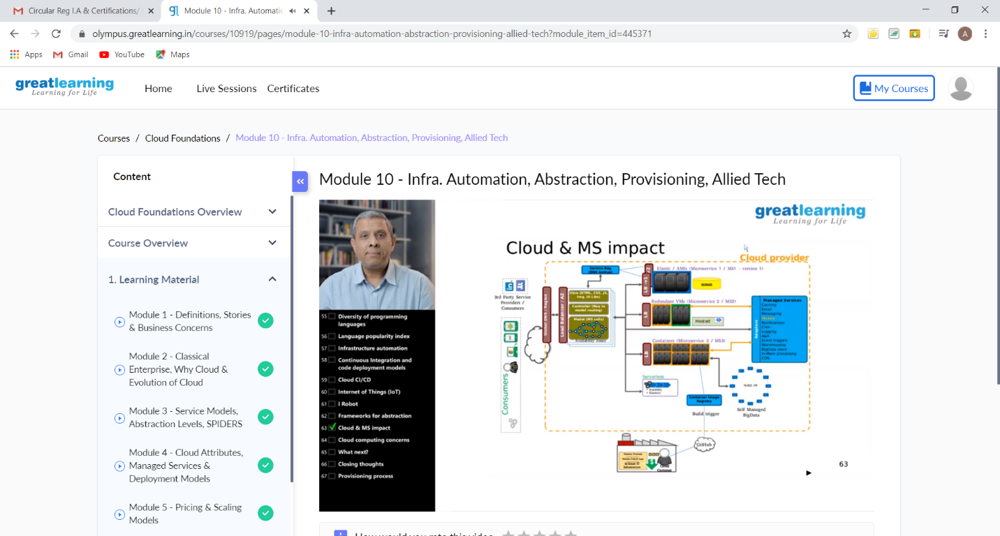 Circular Reg I.A & Certifications/
Module 10 - Infra. Automatic
olympus.greatlearning.in/courses/10919/pages/module-10-infra-automation-abstraction-provisioning-allied-tech?module_item_id=445371
A
Apps
Gmail
YouTube
Maps
greatlearning
Learning for Life
Home
Live Sessions
Certificates
My Courses
Courses / Cloud Foundations / Module 10 - Infra. Automation, Abstraction, Provisioning, Allied Tech
Content
Cloud Foundations Overview
Course Overview
1. Learning Material
Module 1 - Definitions, Stories
& Business Concerns
Module 2 - Classical
Enterprise, Why Cloud &
Evolution of Cloud
Module 3 - Service Models,
Abstraction Levels, SPIDERS
Module 4 - Cloud Attributes,
Managed Services &
Deployment Models
Module 5 - Pricing & Scaling
Models
Module 10 - Infra. Automation, Abstraction, Provisioning, Allied Tech
greatlearning
Learning for Life
55 Diversity of programming
languages
56 Language popularity index
57 Infrastructure automation
58 Continuous Integration and
code deployment models
59 Cloud CI/CD
60 Internet of Things (IoT)
61 I Robot
62 Frameworks for abstraction
63 Cloud & MS impact
64 Cloud computing concerns
65 What next?
66 Closing thoughts
67 Provisioning process
Cloud & MS impact
Cloud provider
Service Reg
Elastic / AMIs (Microservice 1 / MS1 - version 1)
LB -v1
v2
RDBMS
3rd Party Service
Providers /
Consumers
Global DNS / Region
Load Balancer / AZ
View (HTML, CSS, JS,
Img, UI Libs)
Controller (Req to
model routing)
Model (MS calls)
Availability Zones
Redundant VMs (Microservice 2 / MS2)
LB
Hosted
Containers (Microservice 3 / MS3)
LB
Managed Services
Caching
Email
Messaging
Notifications
Logging
Event triggers
Warehousing
BigData store
In-Mem processing
CDN
Adapters
Consumers
Serverless
Container Image
Registry
Build trigger
NoSQL DB
Self Managed
BigData
GitHub
Customer
63
How would you rate this video